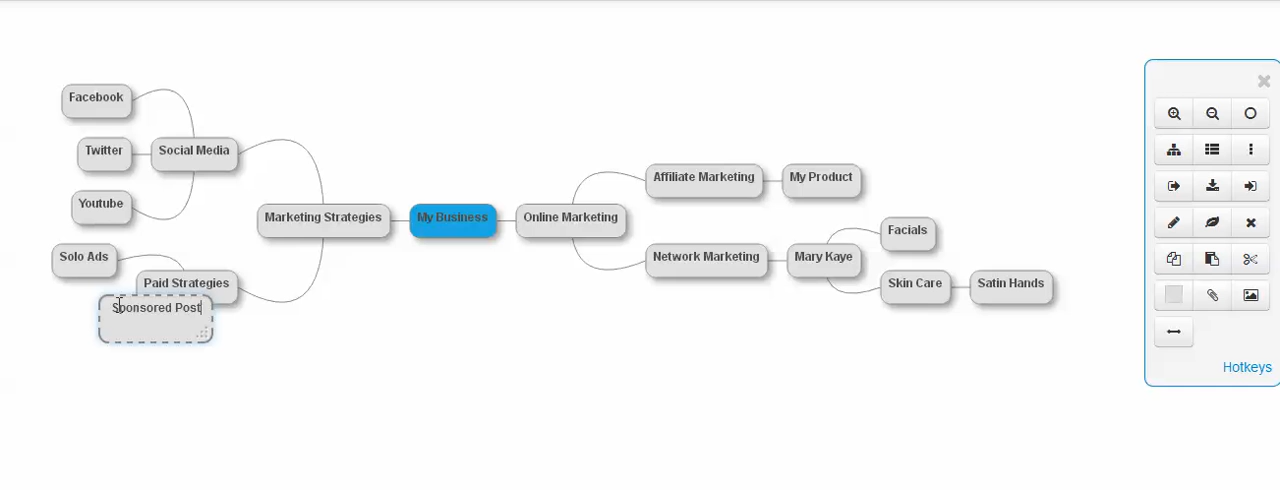 Facebook
Twitter
Social Media
Youtube
Solo Ads
Paid Strategies
Sponsored Post
Marketing Strategies
My Business
Online Marketing
Affiliate Marketing
My Product
Network Marketing
Mary Kaye
Facials
Skin Care
Satin Hands
Hotkeys